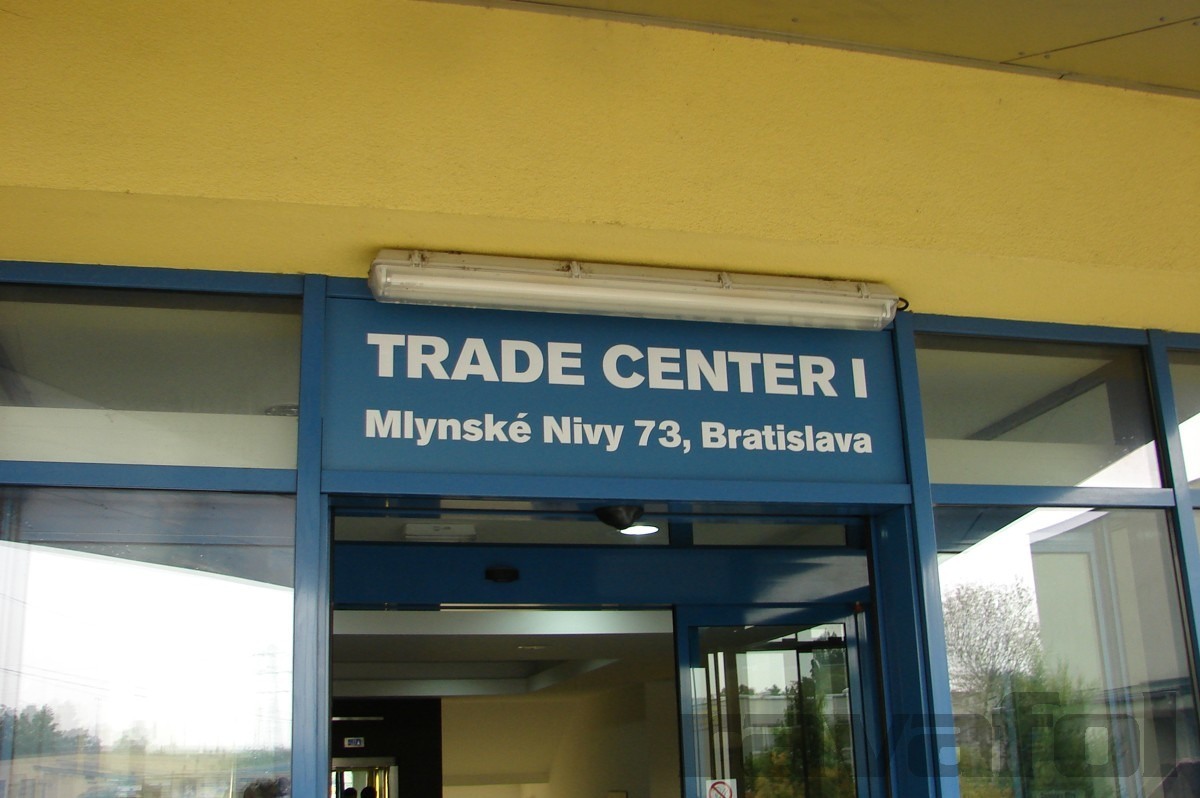 TRADE CENTER I
Mlynské Nivy 73, Bratislava